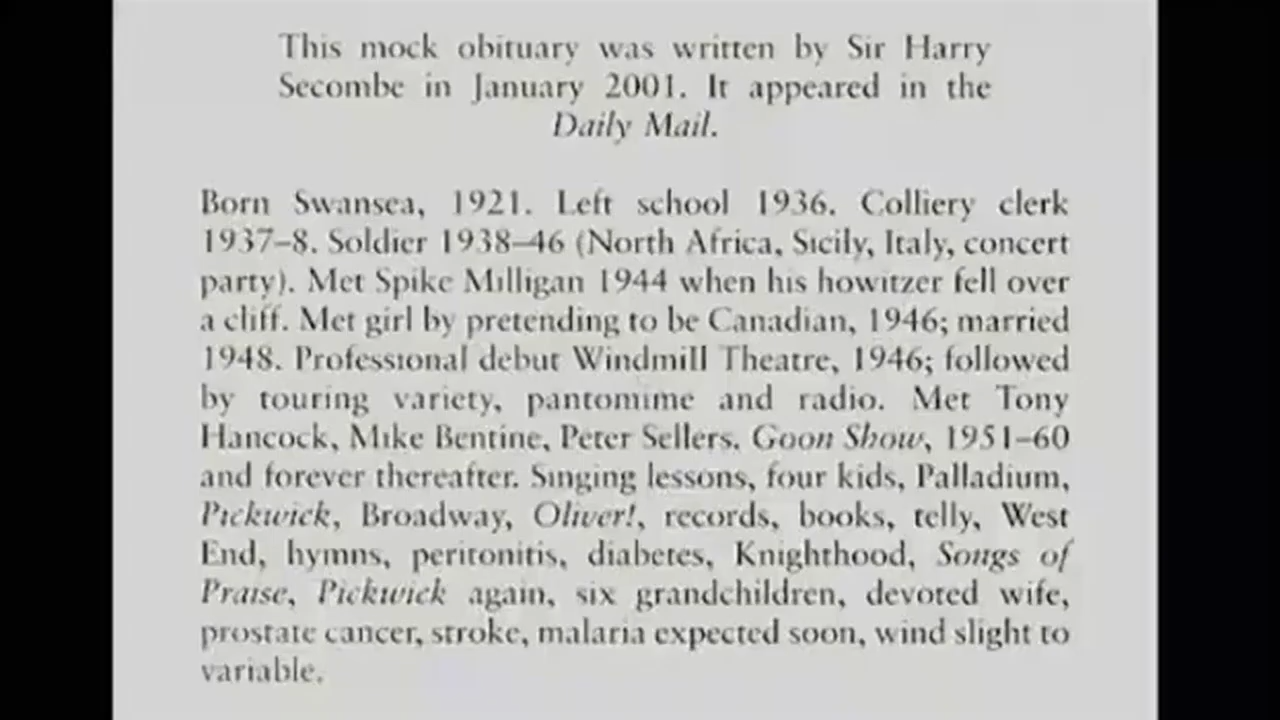 This mock obituary was written by Sir Harry
Secombe in January 2001. It appeared in the
Daily Mail.
Born Swansea, 1921. Left school 1936. Colliery clerk
1937–8. Soldier 1938–46 (North Africa, Sicily, Italy, concert
party). Met Spike Milligan 1944 when his howitzer fell over
a cliff. Met girl by pretending to be Canadian, 1946; married
1948. Professional debut Windmill Theatre, 1946; followed
by touring variety, pantomime and radio. Met Tony
Hancock, Mike Bentine, Peter Sellers. Goon Show, 1951–60
and forever thereafter. Singing lessons, four kids, Palladium,
Pickwick, Broadway, Oliver!, records, books, telly, West
End, hymns, peritonitis, diabetes, Knighthood, Songs of
Praise, Pickwick again, six grandchildren, devoted wife,
prostate cancer, stroke, malaria expected soon, wind slight to
variable.